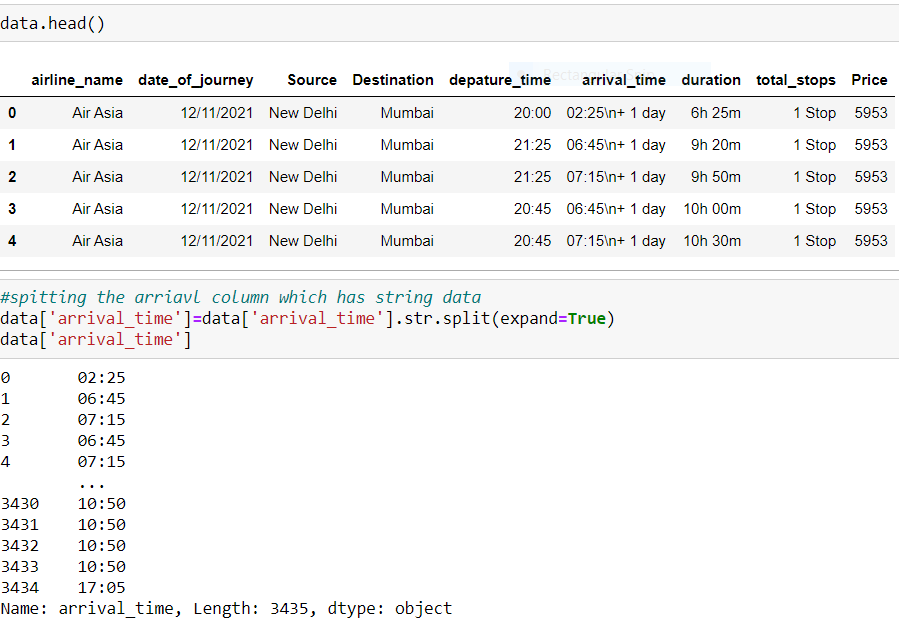 data.head()
airline_name date_of_journey Source Destination depature_time arrival_time duration total_stops Price
0 Air Asia 12/11/2021 New Delhi Mumbai 20:00 02:25\n+ 1 day 6h 25m 1 Stop 5953
1 Air Asia 12/11/2021 New Delhi Mumbai 21:25 06:45\n+ 1 day 9h 20m 1 Stop 5953
2 Air Asia 12/11/2021 New Delhi Mumbai 21:25 07:15\n+ 1 day 9h 50m 1 Stop 5953
3 Air Asia 12/11/2021 New Delhi Mumbai 20:45 06:45\n+ 1 day 10h 00m 1 Stop 5953
4 Air Asia 12/11/2021 New Delhi Mumbai 20:45 07:15\n+ 1 day 10h 30m 1 Stop 5953
#spitting the arriavl column which has string data
data['arrival_time']=data['arrival_time'].str.split(expand=True)
data['arrival_time']
0 02:25
1 06:45
2 07:15
3 06:45
4 07:15
...
3430 10:50
3431 10:50
3432 10:50
3433 10:50
3434 17:05
Name: arrival_time, Length: 3435, dtype: object